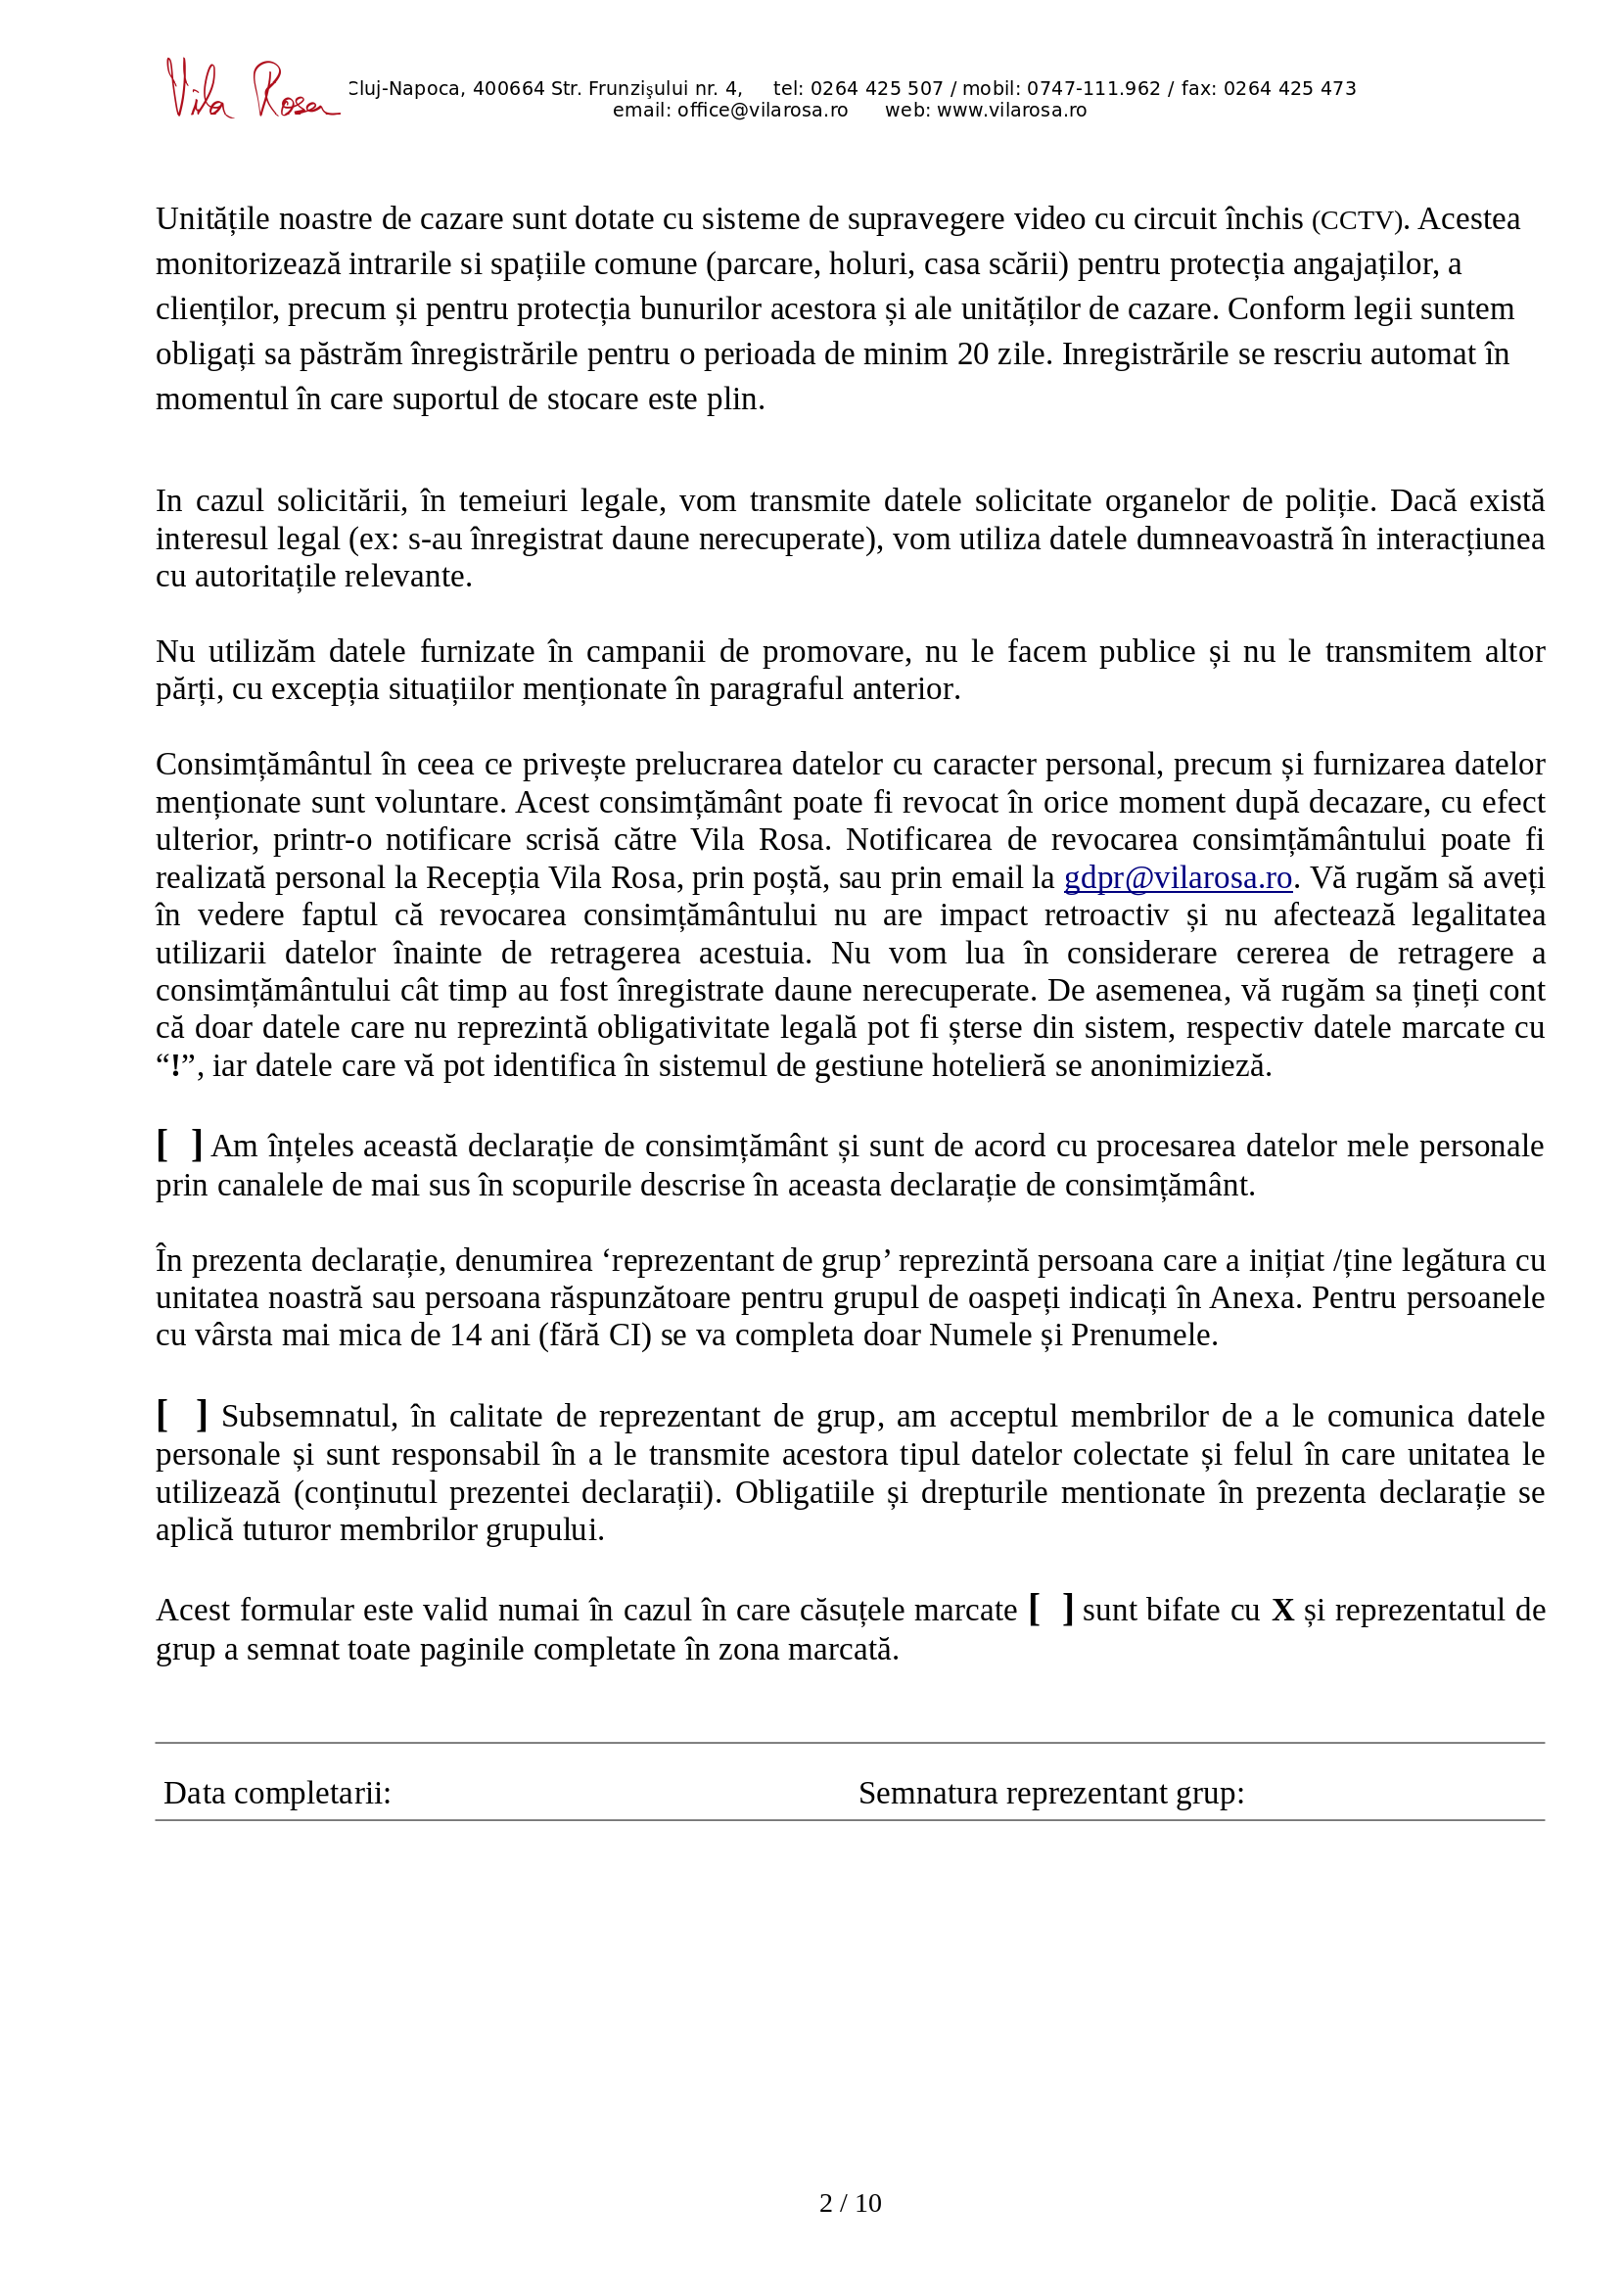 Vila Rosa
Cluj-Napoca, 400664 Str. Frunzişului nr. 4, tel: 0264 425 507 / mobil: 0747-111.962 / fax: 0264 425 473
email: office@vilarosa.ro web: www.vilarosa.ro
Unitățile noastre de cazare sunt dotate cu sisteme de supravegere video cu circuit închis (CCTV). Acestea
monitorizează intrarile si spațiile comune (parcare, holuri, casa scării) pentru protecția angajaților, a
clienților, precum și pentru protecția bunurilor acestora și ale unităților de cazare. Conform legii suntem
obligați sa păstrăm înregistrările pentru o perioada de minim 20 zile. Inregistrările se rescriu automat în
momentul în care suportul de stocare este plin.
In cazul solicitării, în temeiuri legale, vom transmite datele solicitate organelor de poliție. Dacă există
interesul legal (ex: s-au înregistrat daune nerecuperate), vom utiliza datele dumneavoastră în interacțiunea
cu autoritațile relevante.
Nu utilizăm datele furnizate în campanii de promovare, nu le facem publice și nu le transmitem altor
părți, cu excepția situațiilor menționate în paragraful anterior.
Consimțământul în ceea ce privește prelucrarea datelor cu caracter personal, precum și furnizarea datelor
menționate sunt voluntare. Acest consimțământ poate fi revocat în orice moment după decazare, cu efect
ulterior, printr-o notificare scrisă către Vila Rosa. Notificarea de revocarea consimțământului poate fi
realizată personal la Recepția Vila Rosa, prin poștă, sau prin email la gdpr@vilarosa.ro. Vă rugăm să aveți
în vedere faptul că revocarea consimțământului nu are impact retroactiv și nu afectează legalitatea
utilizarii datelor înainte de retragerea acestuia. Nu vom lua în considerare cererea de retragere a
consimțământului cât timp au fost înregistrate daune nerecuperate. De asemenea, vă rugăm sa țineți cont
că doar datele care nu reprezintă obligativitate legală pot fi șterse din sistem, respectiv datele marcate cu
“!”, iar datele care vă pot identifica în sistemul de gestiune hotelieră se anonimizieză.
[ ] Am înțeles această declarație de consimțământ și sunt de acord cu procesarea datelor mele personale
prin canalele de mai sus în scopurile descrise în aceasta declarație de consimțământ.
În prezenta declarație, denumirea ‘reprezentant de grup’ reprezintă persoana care a inițiat /ține legătura cu
unitatea noastră sau persoana răspunzătoare pentru grupul de oaspeți indicați în Anexa. Pentru persoanele
cu vârsta mai mica de 14 ani (fără CI) se va completa doar Numele și Prenumele.
[ ] Subsemnatul, în calitate de reprezentant de grup, am acceptul membrilor de a le comunica datele
personale și sunt responsabil în a le transmite acestora tipul datelor colectate și felul în care unitatea le
utilizează (conținutul prezentei declarații). Obligatiile și drepturile mentionate în prezenta declarație se
aplică tuturor membrilor grupului.
Acest formular este valid numai în cazul în care căsuțele marcate [ ] sunt bifate cu X și reprezentatul de
grup a semnat toate paginile completate în zona marcată.
Data completarii: Semnatura reprezentant grup:
2 / 10